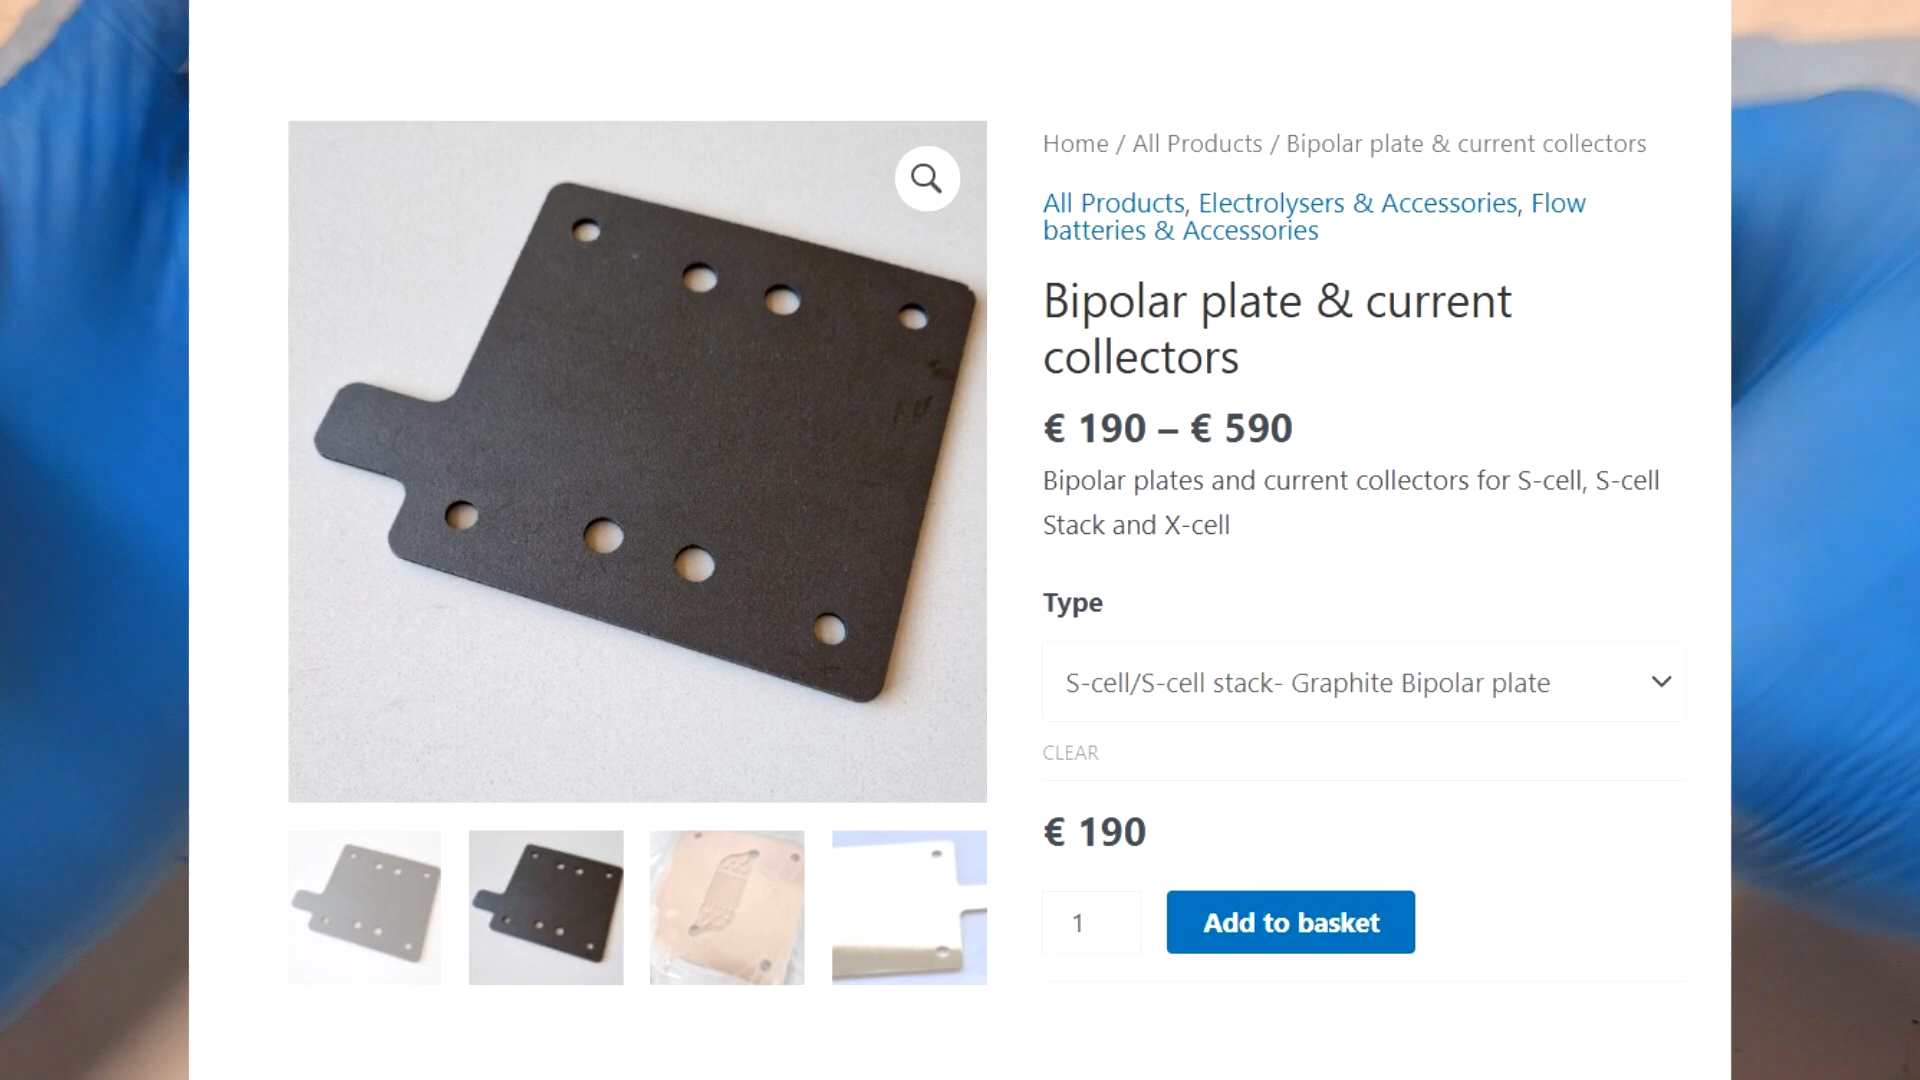 Home / All Products / Bipolar plate & current collectors
All Products, Electrolysers & Accessories, Flow
batteries & Accessories
Bipolar plate & current
collectors
€ 190 – € 590
Bipolar plates and current collectors for S-cell, S-cell
Stack and X-cell
Type
S-cell/S-cell stack- Graphite Bipolar plate
CLEAR
€ 190
1
Add to basket